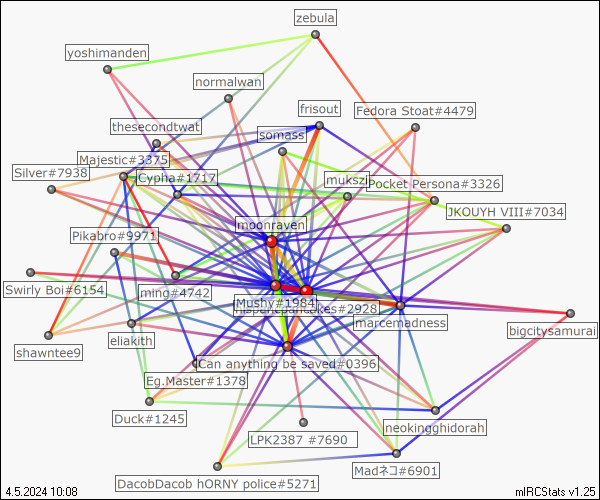 zebula
yoshimanden
normalwan
frisout
Fedora Stoat#4479
thesecondtwat
somass
Majestic#3375
Silver#7938
Cypha#1717
mukszi
Pocket Persona#3326
JKOUYH VIII#7034
moonraven
Pikabro#9971
Swirly Boi#6154
ming#4742
Mushy#1984
hispanicpancakes#2928
marcemadness
bigcitysamurai
eliakith
shawntee9
Can anything be saved#0396
Eg.Master#1378
Duck#1245
neokingghidorah
LPK2387 #7690
Madネコ#6901
DacobDacob hORNY police#5271
4.5.2024 10:08
mIRCStats v1.25